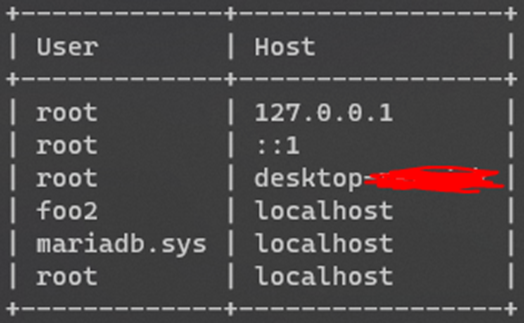 +-------------+-----------------+
| User        | Host            |
+-------------+-----------------+
| root        | 127.0.0.1       |
| root        | ::1             |
| root        | desktop-        |
| foo2        | localhost       |
| mariadb.sys | localhost       |
| root        | localhost       |
+-------------+-----------------+